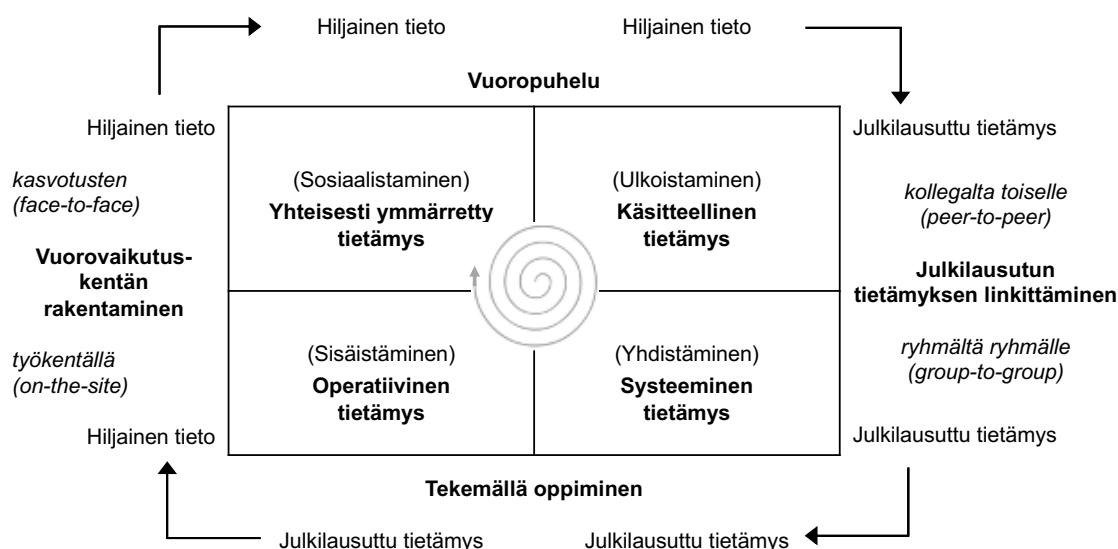 Hiljainen tieto
Hiljainen tieto
Vuoropuhelu
Hiljainen tieto
Julkilausuttu tietämys
kasvotusten
(face-to-face)
(Sosiaalistaminen)
Yhteisesti ymmärretty
tietämys
(Ulkoistaminen)
Käsitteellinen
tietämys
kollegalta toiselle
(peer-to-peer)
Vuorovaikutus-
kentän
rakentaminen
Julkilausutun
tietämyksen linkittäminen
työkentällä
(on-the-site)
(Sisäistäminen)
Operatiivinen
tietämys
(Yhdistäminen)
Systeeminen
tietämys
ryhmältä ryhmälle
(group-to-group)
Hiljainen tieto
Julkilausuttu tietämys
Tekemällä oppiminen
Julkilausuttu tietämys
Julkilausuttu tietämys